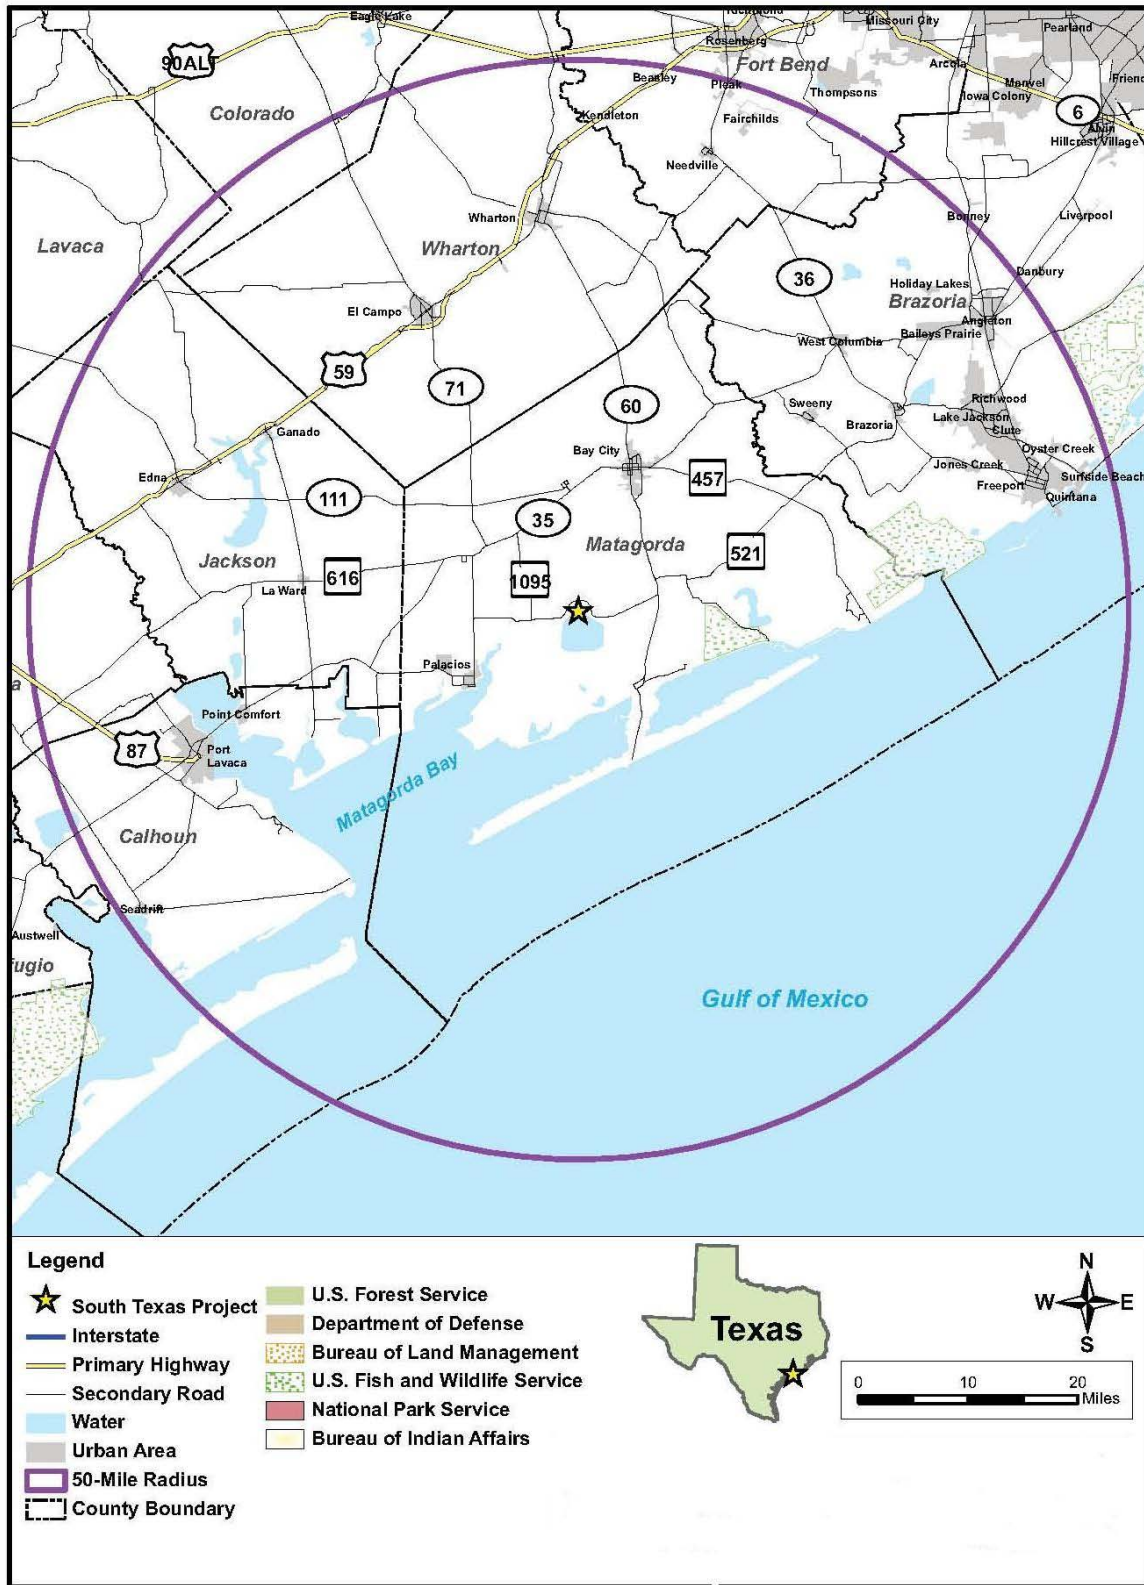 Eagle Lake
Richmond
Missouri City
Pearland
Rosenberg
90ALT
Fort Bend
Arcola
Beasley
Pleak
Manvel
Thompsons
Iowa Colony
Friend
Colorado
Kendleton
Fairchilds
6
Alvin
Hillcrest Village
Needville
Wharton
Bonney
Liverpool
Lavaca
Wharton
36
Danbury
Holiday Lakes
Brazoria
El Campo
Angleton
Baileys Prairie
West Columbia
59
71
60
Sweeny
Richwood
Lake Jackson
Brazoria
Clute
Ganado
Bay City
Oyster Creek
Edna
457
Jones Creek
Surfside Beach
Freeport
111
Quintana
35
Matagorda
521
Jackson
616
1095
La Ward
Palacios
a
Point Comfort
87
Port
Lavaca
Matagorda Bay
Calhoun
Seadrift
Austwell
fugio
Gulf of Mexico
Legend
South Texas Project
Interstate
Primary Highway
Secondary Road
Water
Urban Area
50-Mile Radius
County Boundary
U.S. Forest Service
Department of Defense
Bureau of Land Management
U.S. Fish and Wildlife Service
National Park Service
Bureau of Indian Affairs
Texas
N
W E
S
0 10 20
Miles